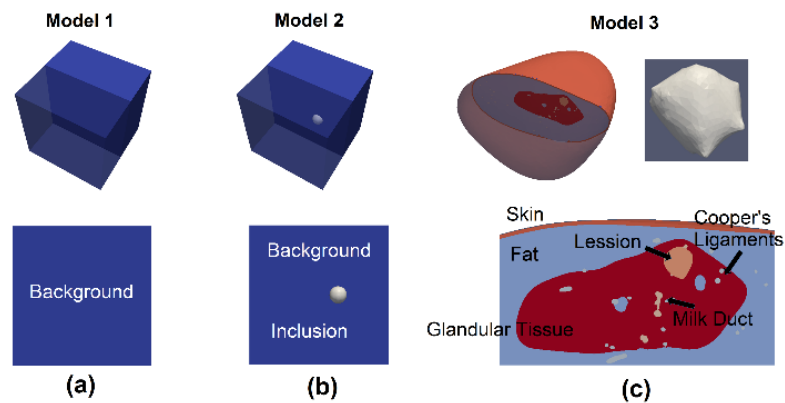 Model 1
Model 2
Model 3
Background
Background
Inclusion
Skin
Fat
Lession
Cooper's
Ligaments
Glandular Tissue
Milk Duct
(a)
(b)
(c)